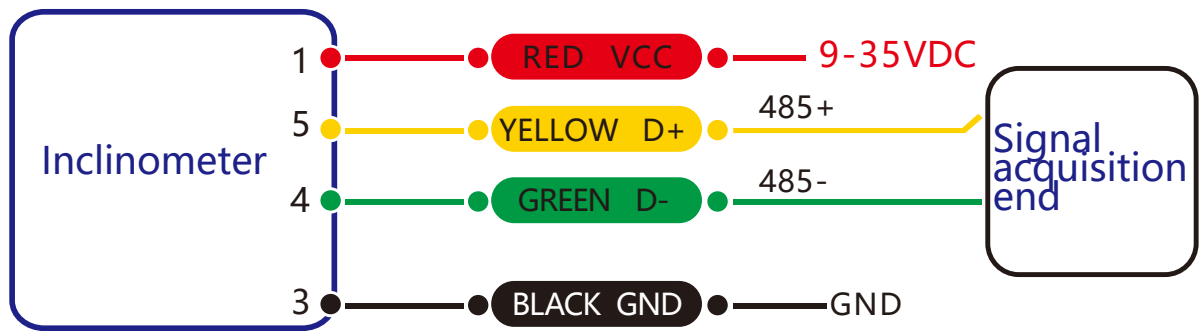 1 RED VCC 9-35VDC
5 YELLOW D+ 485+
Inclinometer
4 GREEN D- 485-
Signal
acquisition
end
3 BLACK GND GND